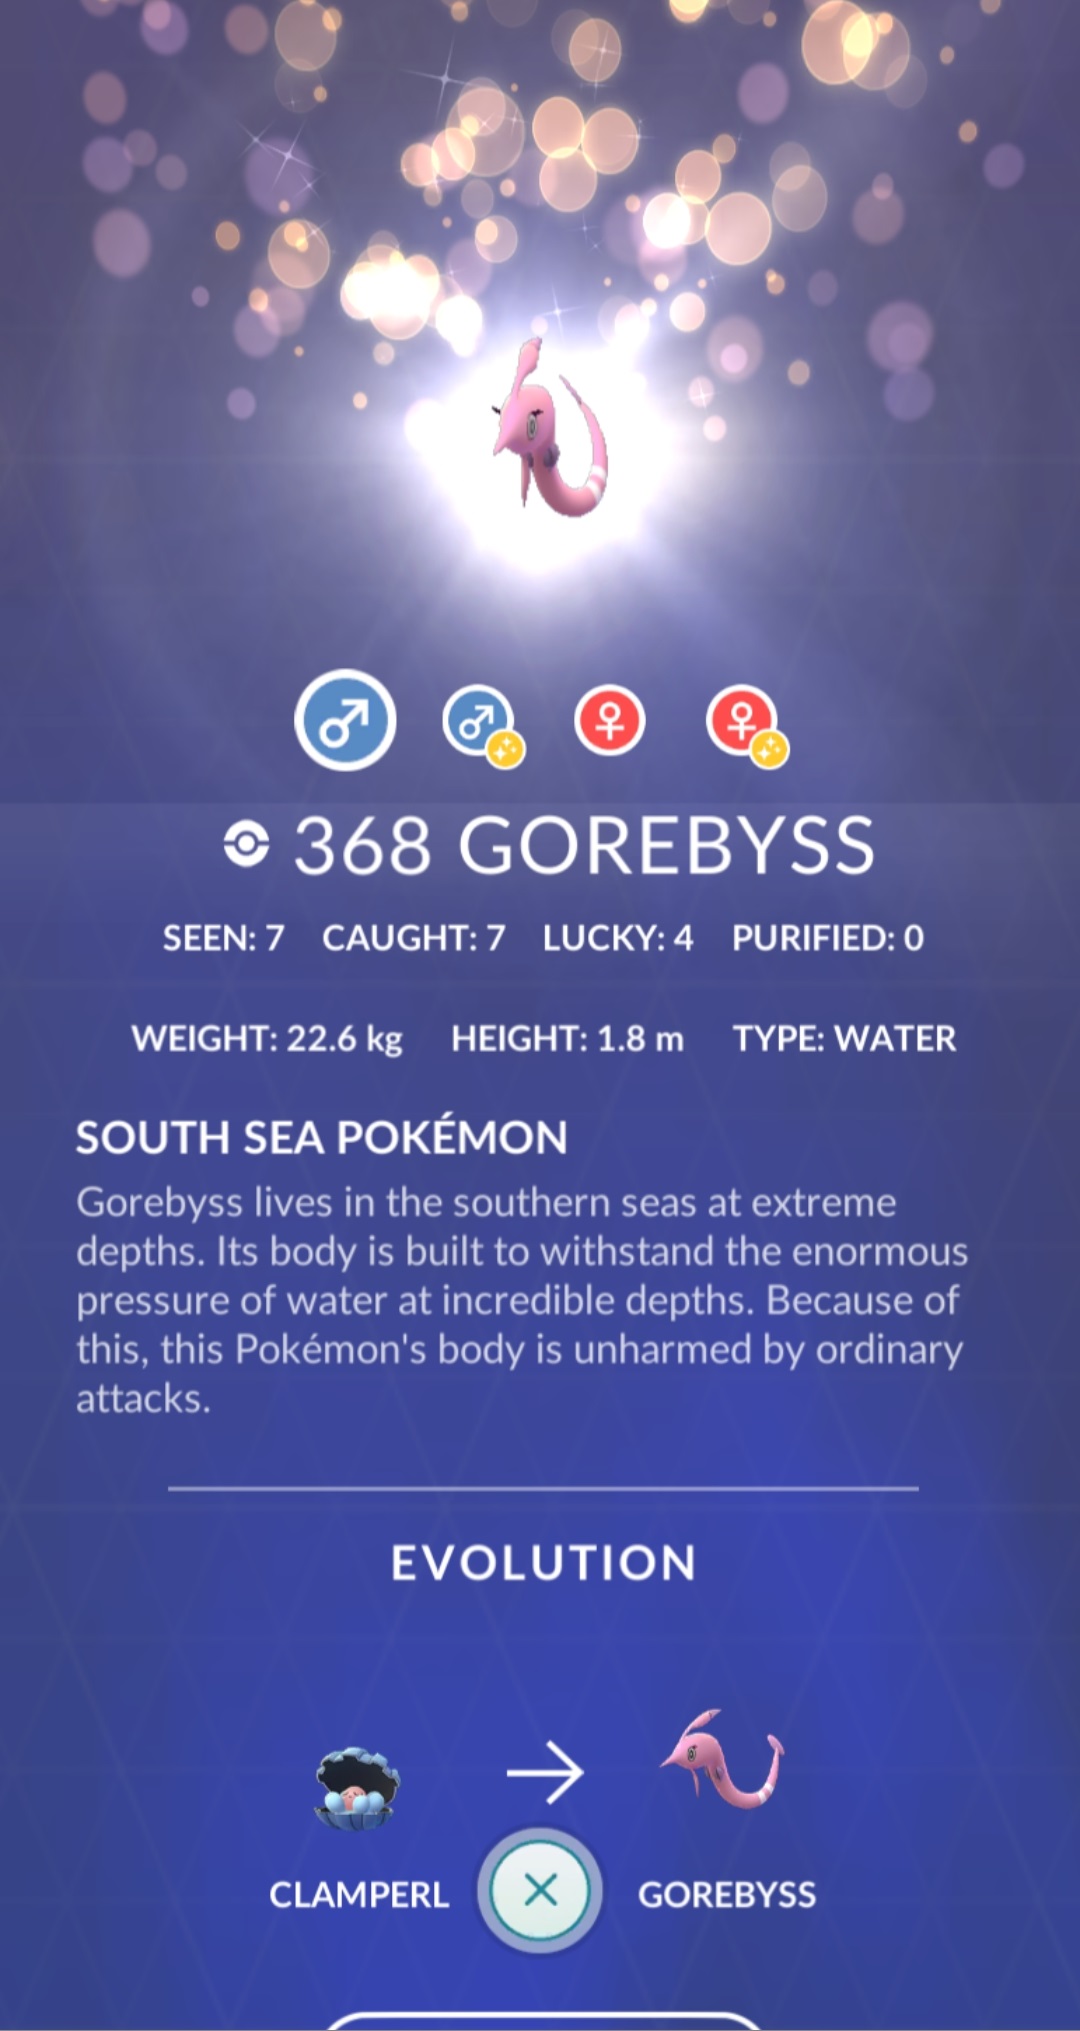 368 GOREBYSS
SEEN: 7 CAUGHT: 7 LUCKY: 4 PURIFIED: 0
WEIGHT: 22.6 kg HEIGHT: 1.8 m TYPE: WATER
SOUTH SEA POKÉMON
Gorebyss lives in the southern seas at extreme
depths. Its body is built to withstand the enormous
pressure of water at incredible depths. Because of
this, this Pokémon's body is unharmed by ordinary
attacks.
EVOLUTION
CLAMPERL GOREBYSS